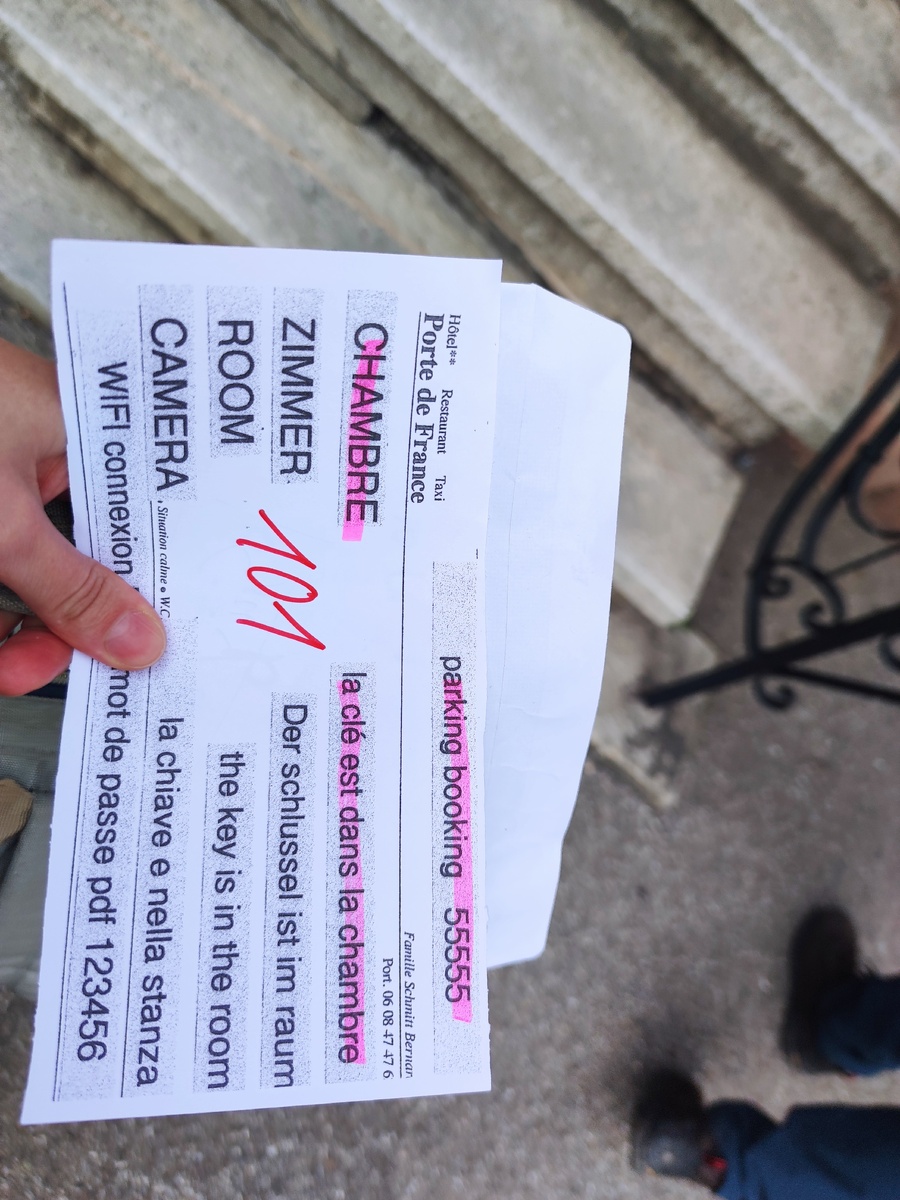 parking booking 55555
Hôtel** Restaurant Taxi
Porte de France
Famille Schmitt Bernar
Port. 06 08 47 47 6
CHAMBRE la clé est dans la chambre
ZIMMER Der schlussel ist im raum
101
ROOM the key is in the room
CAMERA , Situation calme • W.C. la chiave e nella stanza
WIFI connexion mot de passe pdf 123456